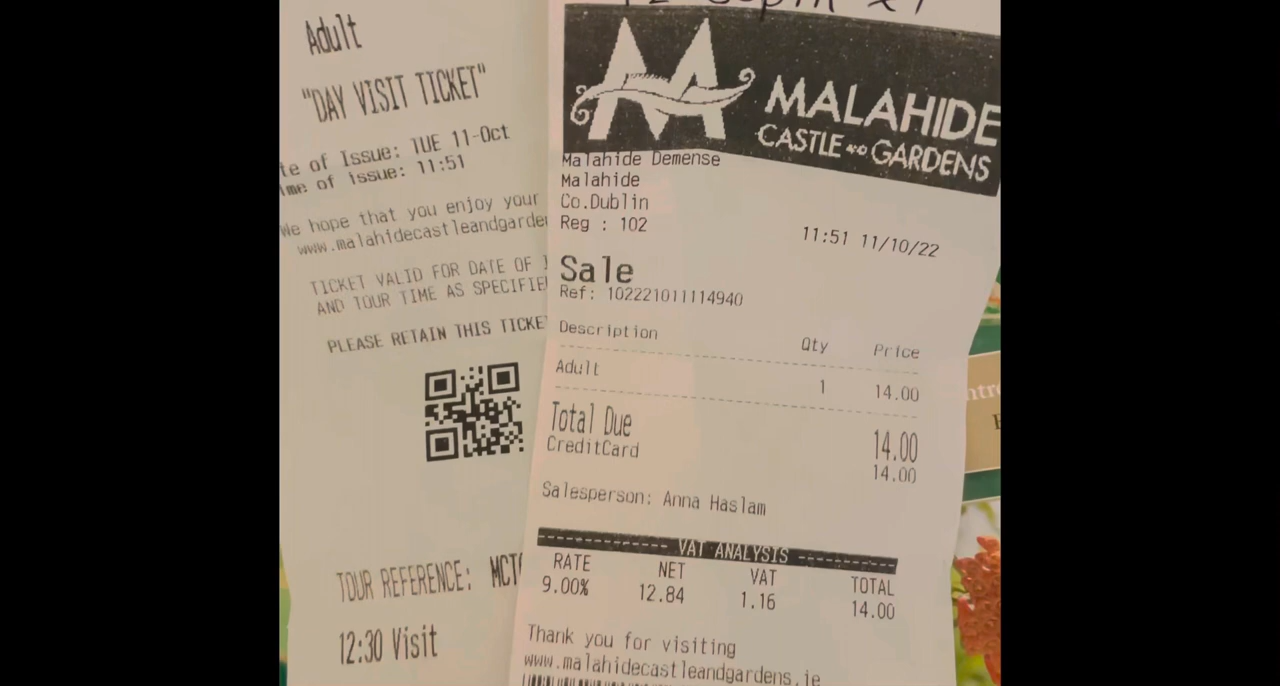 Adult
"DAY VISIT TICKET"
te of Issue: TUE 11-Oct
ime of issue: 11:51
We hope that you enjoy your
www.malahidecastleandgarde
TICKET VALID FOR DATE OF
AND TOUR TIME AS SPECIFIE
PLEASE RETAIN THIS TICKE
TOUR REFERENCE: MCT
12:30 Visit
MALAHIDE
CASTLE AND GARDENS
Malahide Demense
Malahide
Co.Dublin
Reg : 102
11:51 11/10/22
Sale
Ref: 102221011114940
Description Qty Price
Adult 1 14.00
Total Due 14.00
CreditCard 14.00
Salesperson: Anna Haslam
VAT ANALYSIS
RATE NET VAT TOTAL
9.00% 12.84 1.16 14.00
Thank you for visiting
www.malahidecastleandgardens.ie